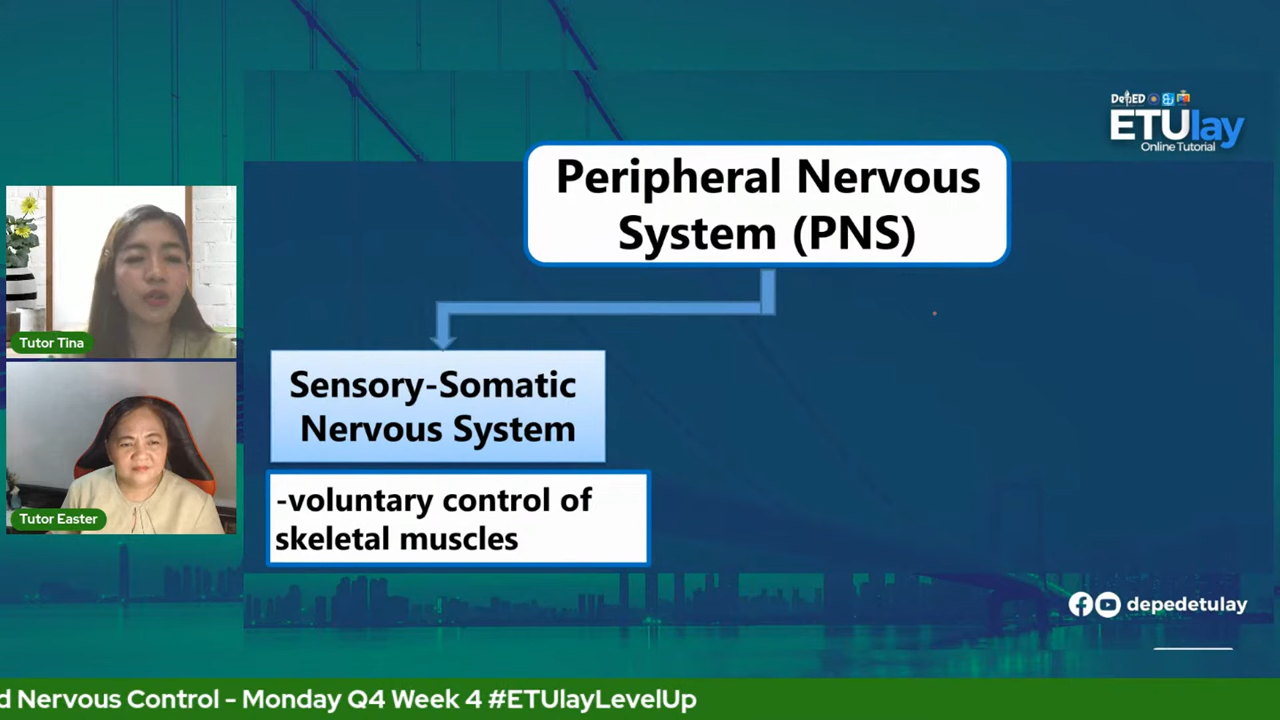 DepED
ETUlay
Online Tutorial
Peripheral Nervous
System (PNS)
Sensory-Somatic
Nervous System
-voluntary control of
skeletal muscles
Tutor Tina
Tutor Easter
depedetulay
d Nervous Control - Monday Q4 Week 4 #ETUlayLevelUp